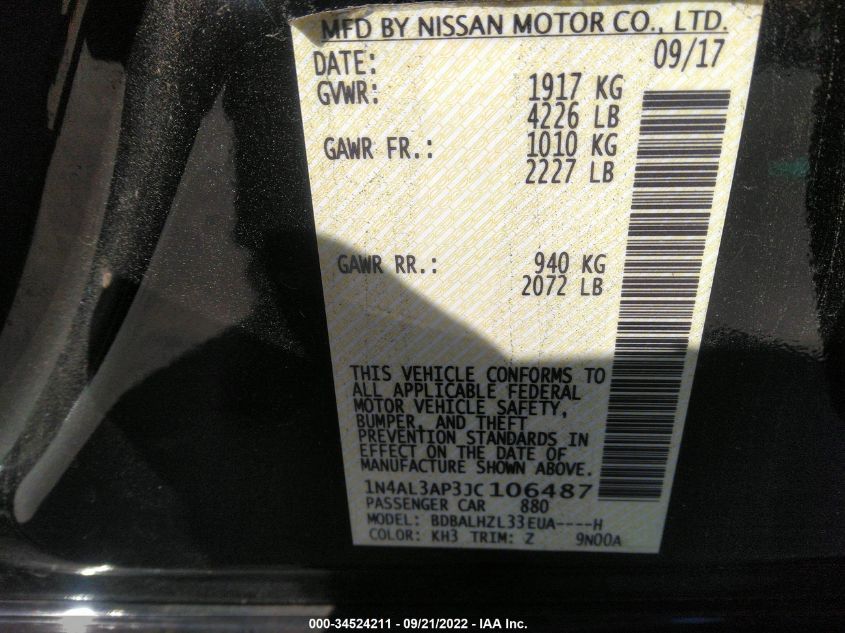 MFD BY NISSAN MOTOR CO., LTD.
DATE: 09/17
GVWR: 1917 KG
4226 LB
GAWR FR.: 1010 KG
2227 LB
GAWR RR.: 940 KG
2072 LB
THIS VEHICLE CONFORMS TO
ALL APPLICABLE FEDERAL
MOTOR VEHICLE SAFETY,
BUMPER, AND THEFT
PREVENTION STANDARDS IN
EFFECT ON THE DATE OF
MANUFACTURE SHOWN ABOVE.
1N4AL3AP3JC106487
PASSENGER CAR 880
MODEL: BDBALHZL33EUA----H
COLOR: KH3 TRIM: Z 9N00A
000-34524211 - 09/21/2022 - IAA Inc.